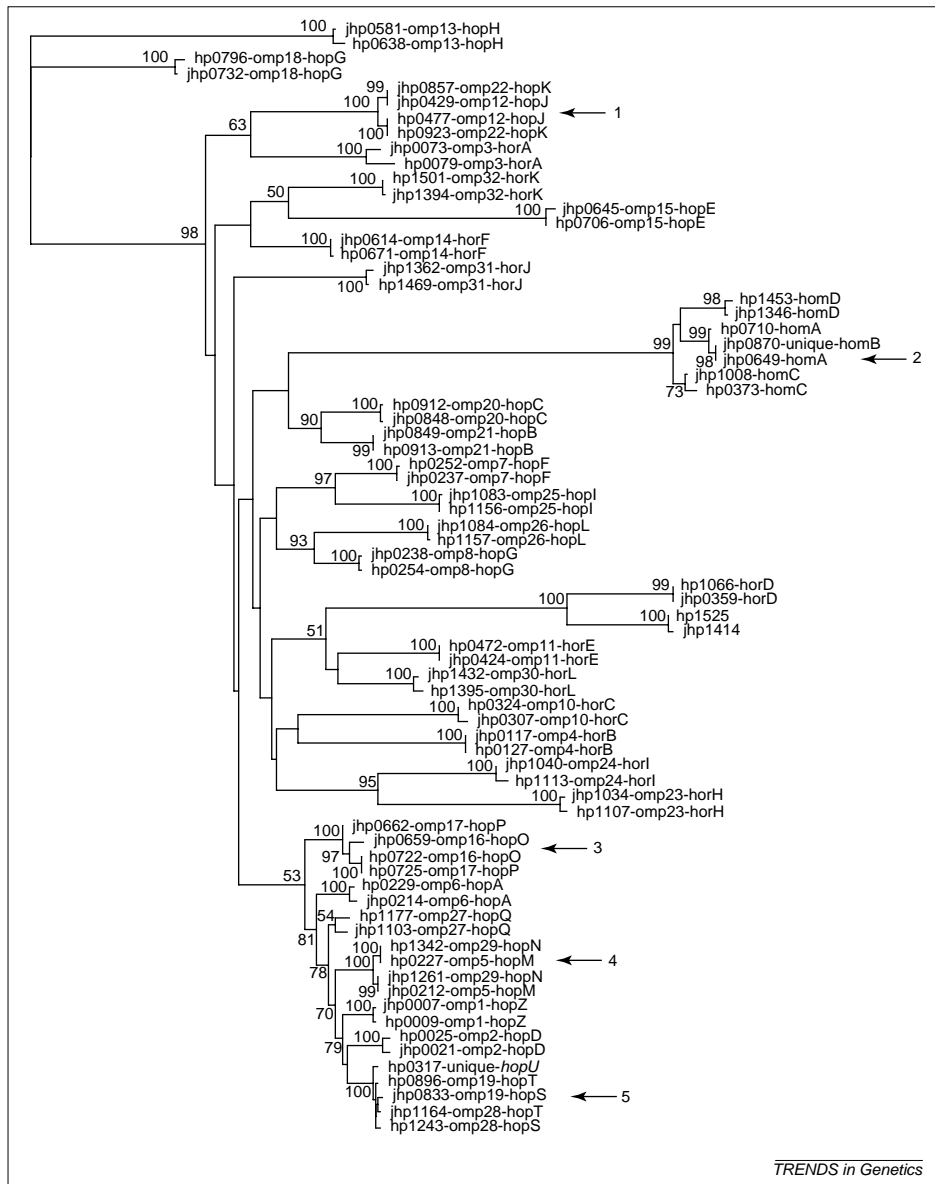 100
jhp0581-omp13-hopH
hp0638-omp13-hopH
100
hp0796-omp18-hopG
jhp0732-omp18-hopG
99
jhp0857-omp22-hopK
100
jhp0429-omp12-hopJ
1
63
hp0477-omp12-hopJ
100
hp0923-omp22-hopK
100
jhp0073-omp3-horA
hp0079-omp3-horA
100
hp1501-omp32-horK
50
jhp1394-omp32-horK
100
jhp0645-omp15-hopE
hp0706-omp15-hopE
98
100
jhp0614-omp14-horF
hp0671-omp14-horF
jhp1362-omp31-horJ
100
hp1469-omp31-horJ
98
hp1453-homD
jhp1346-homD
99
hp0710-homA
99
jhp0870-unique-homB
98
jhp0649-homA
2
jhp1008-homC
73
hp0373-homC
100
hp0912-omp20-hopC
jhp0848-omp20-hopC
90
jhp0849-omp21-hopB
99
hp0913-omp21-hopB
100
hp0252-omp7-hopF
97
jhp0237-omp7-hopF
100
jhp1083-omp25-hopI
hp1156-omp25-hopI
100
jhp1084-omp26-hopL
93
hp1157-omp26-hopL
100
jhp0238-omp8-hopG
hp0254-omp8-hopG
99
hp1066-horD
100
jhp0359-horD
100
hp1525
jhp1414
51
100
hp0472-omp11-horE
jhp0424-omp11-horE
100
jhp1432-omp30-horL
hp1395-omp30-horL
100
hp0324-omp10-horC
jhp0307-omp10-horC
100
jhp0117-omp4-horB
hp0127-omp4-horB
100
jhp1040-omp24-horI
95
hp1113-omp24-horI
100
jhp1034-omp23-horH
hp1107-omp23-horH
100
jhp0662-omp17-hopP
jhp0659-omp16-hopO
3
97
hp0722-omp16-hopO
100
hp0725-omp17-hopP
53
100
hp0229-omp6-hopA
jhp0214-omp6-hopA
54
hp1177-omp27-hopQ
81
jhp1103-omp27-hopQ
100
hp1342-omp29-hopN
100
hp0227-omp5-hopM
4
78
jhp1261-omp29-hopN
99
jhp0212-omp5-hopM
70
100
jhp0007-omp1-hopZ
hp0009-omp1-hopZ
79
100
hp0025-omp2-hopD
jhp0021-omp2-hopD
hp0317-unique-hopU
hp0896-omp19-hopT
100
jhp0833-omp19-hopS
5
jhp1164-omp28-hopT
hp1243-omp28-hopS
TRENDS in Genetics